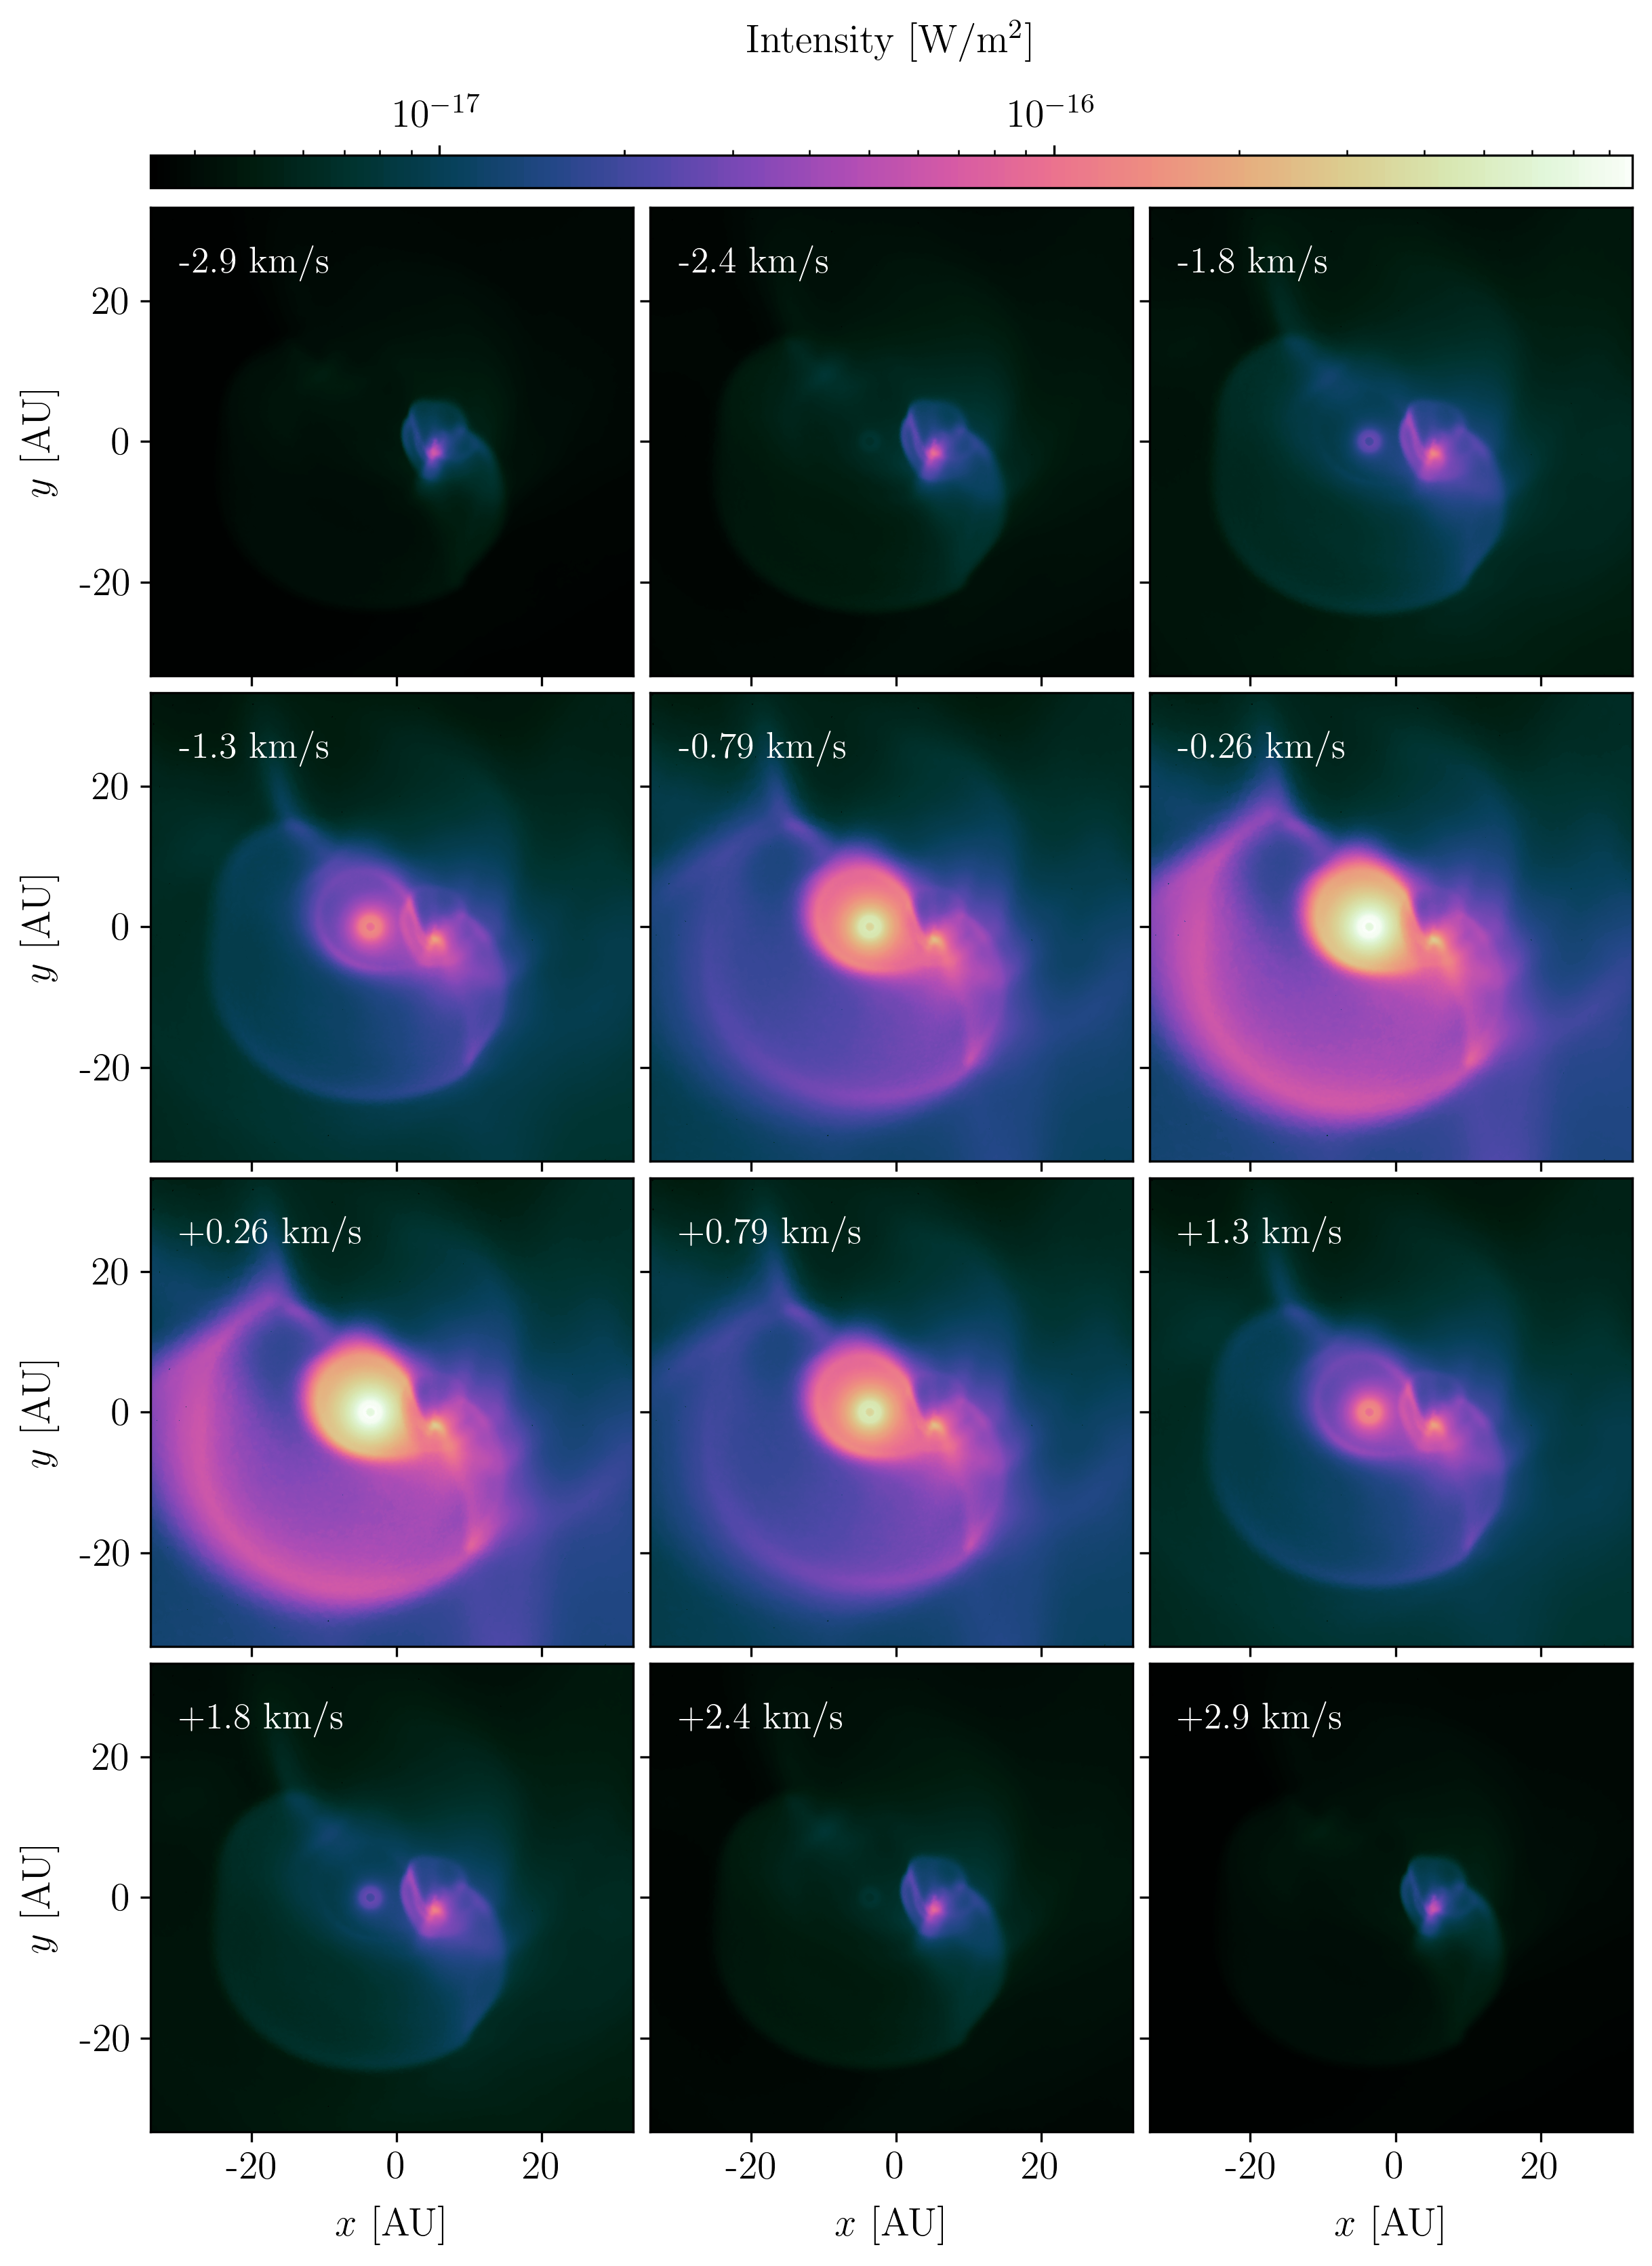 Intensity [W/m²]
10⁻¹⁷ 10⁻¹⁶
-2.9 km/s -2.4 km/s -1.8 km/s
20
0
-20
y [AU]
-1.3 km/s -0.79 km/s -0.26 km/s
20
0
-20
y [AU]
+0.26 km/s +0.79 km/s +1.3 km/s
20
0
-20
y [AU]
+1.8 km/s +2.4 km/s +2.9 km/s
20
0
-20
y [AU]
-20 0 20 -20 0 20 -20 0 20
x [AU] x [AU] x [AU]